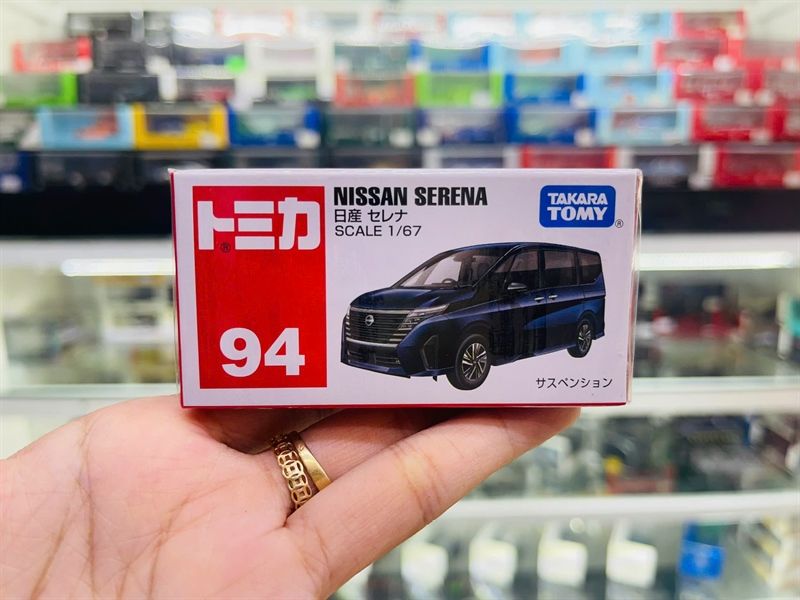 トミカ®
94
NISSAN SERENA
日産 セレナ
SCALE 1/67
TAKARA
TOMY®
サスペンション